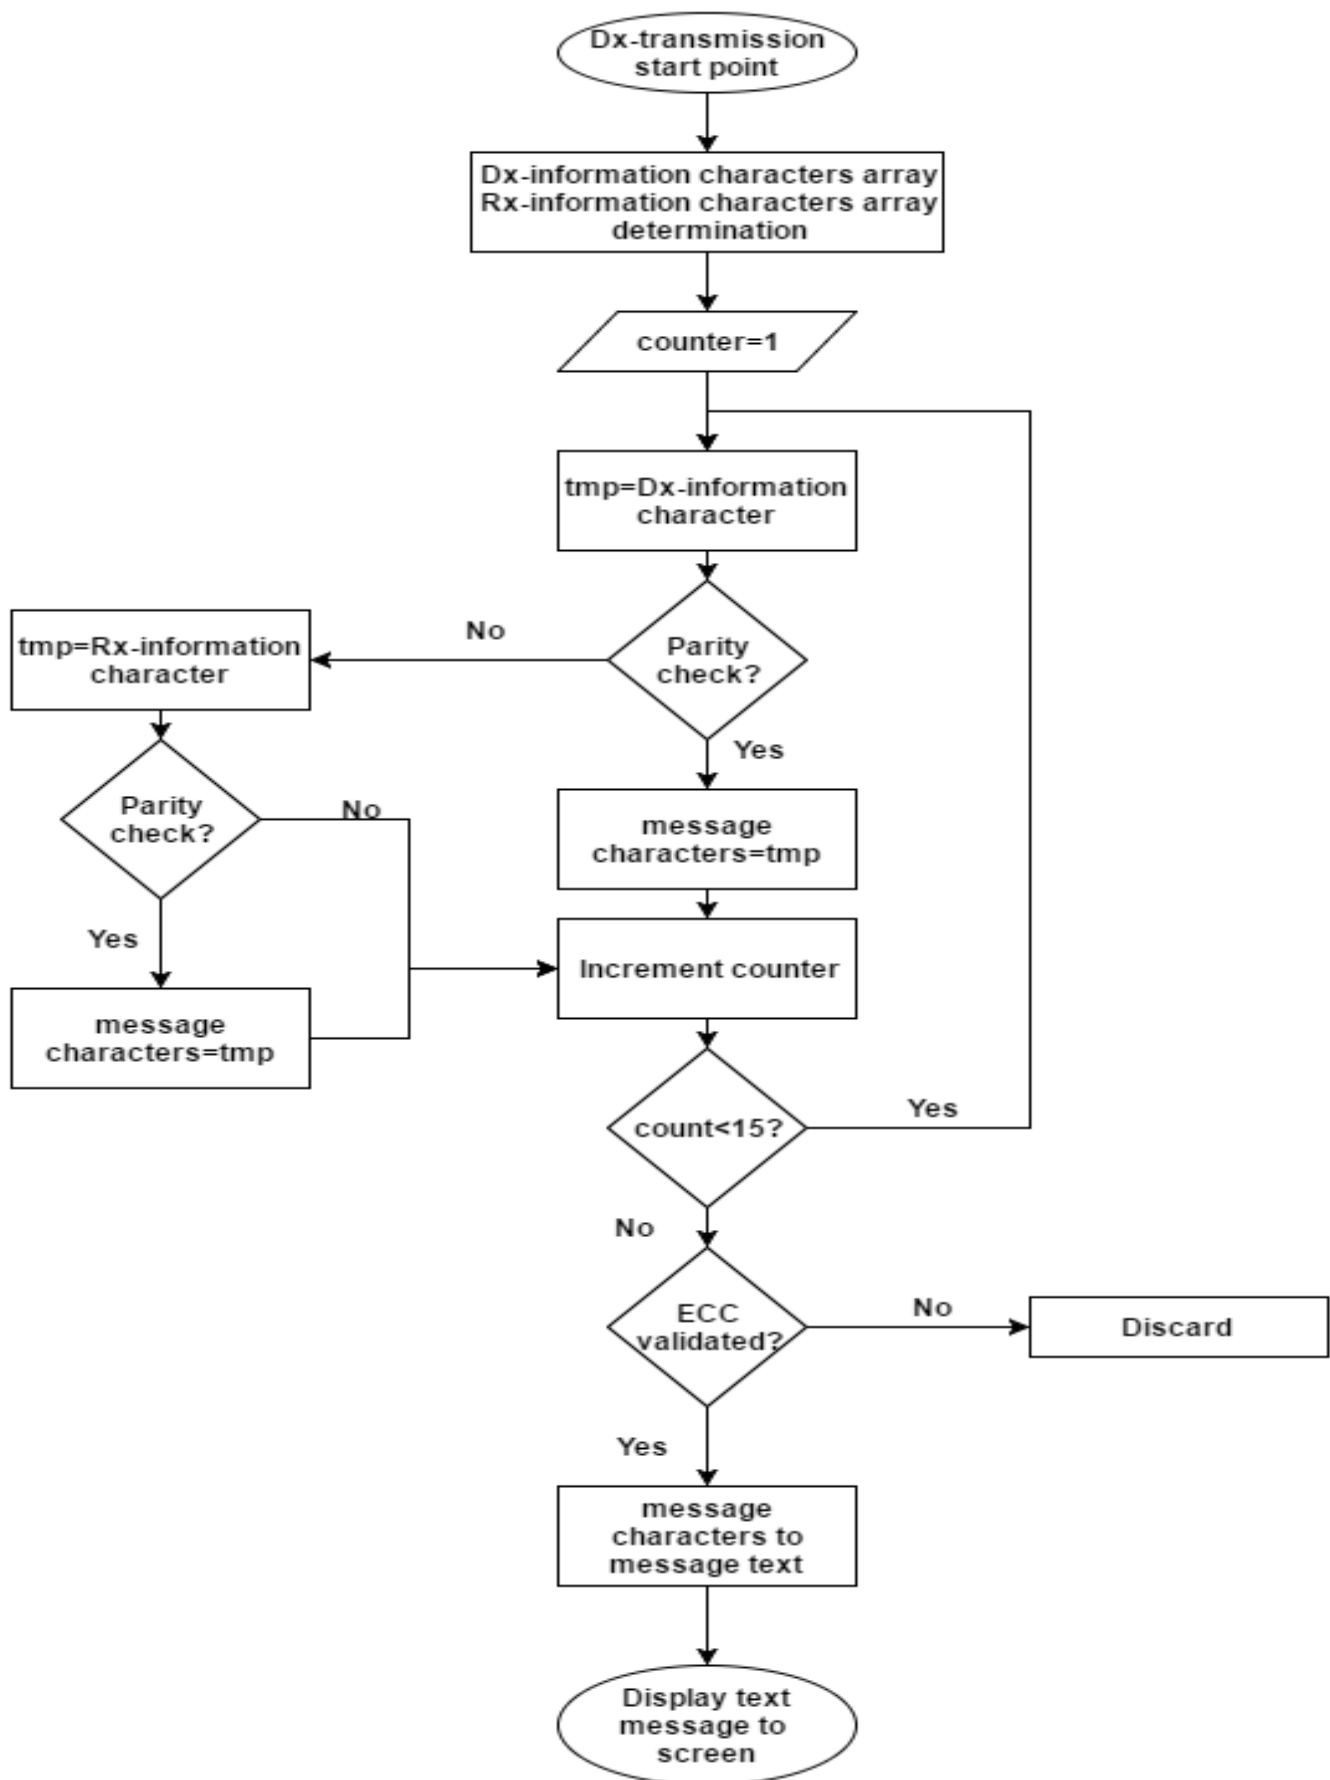 Dx-transmission
start point
Dx-information characters array
Rx-information characters array
determination
counter=1
tmp=Dx-information
character
Parity
check?
No
Yes
tmp=Rx-information
character
Parity
check?
No
Yes
message
characters=tmp
message
characters=tmp
Increment counter
count<15?
Yes
No
ECC
validated?
No
Discard
Yes
message
characters to
message text
Display text
message to
screen